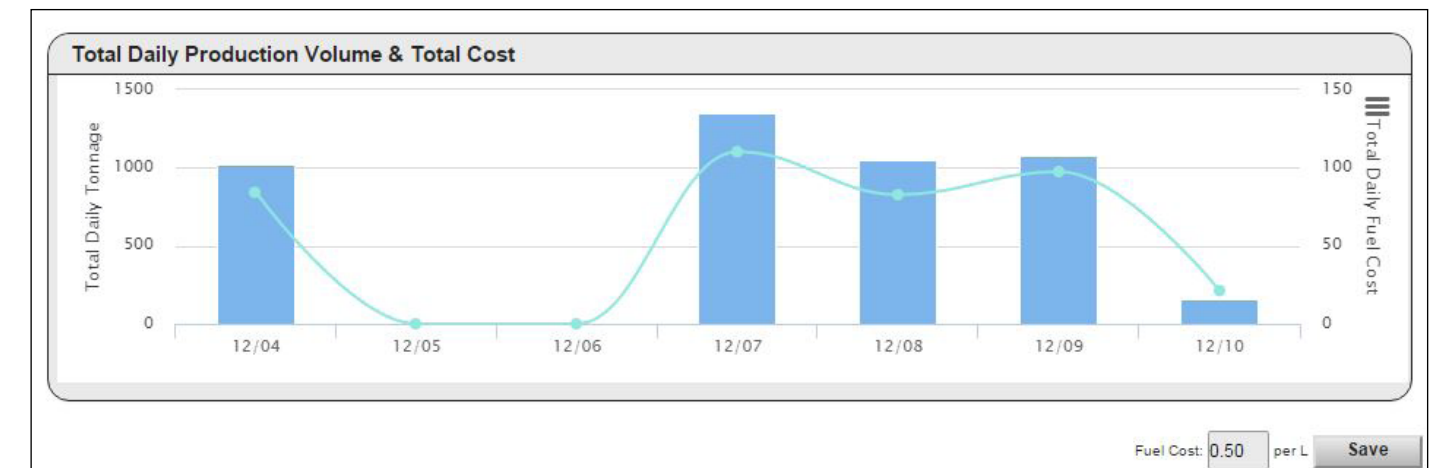 Total Daily Production Volume & Total Cost
1500
1000
500
0
Total Daily Tonnage
150
100
50
0
Total Daily Fuel Cost
12/04 12/05 12/06 12/07 12/08 12/09 12/10
Fuel Cost: 0.50 per L Save